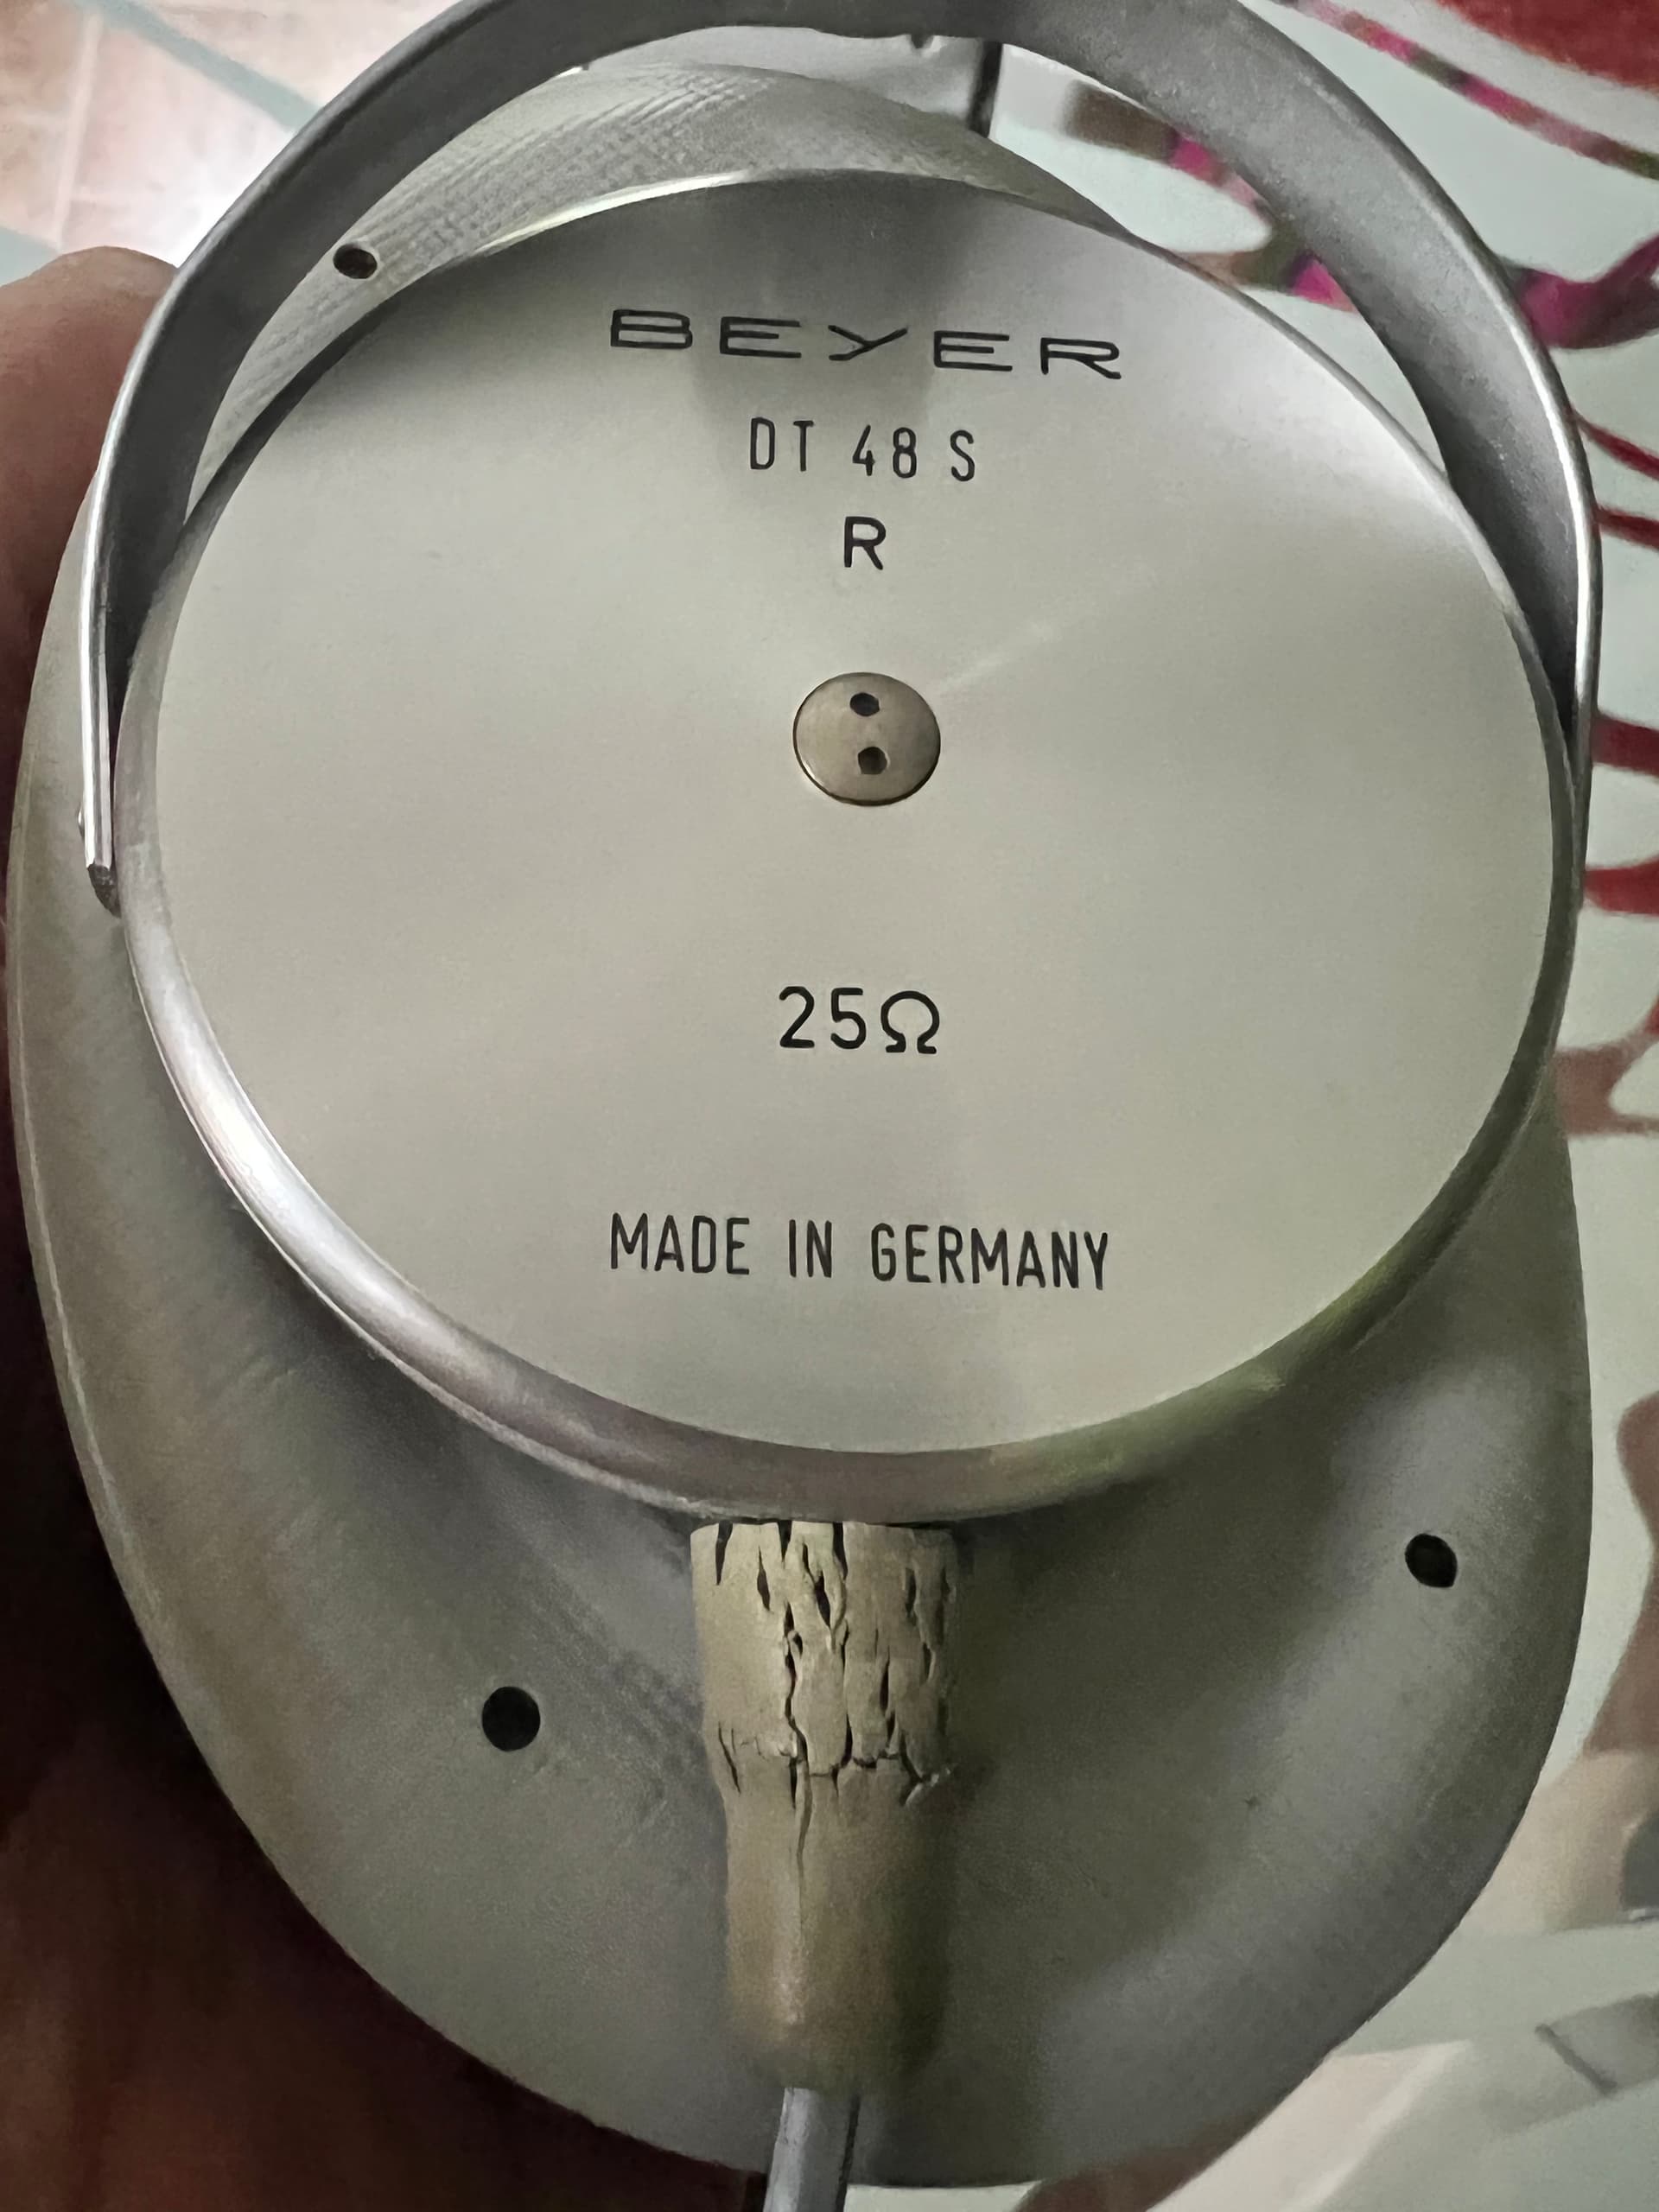 BEYER
DT 48 S
R
25Ω
MADE IN GERMANY